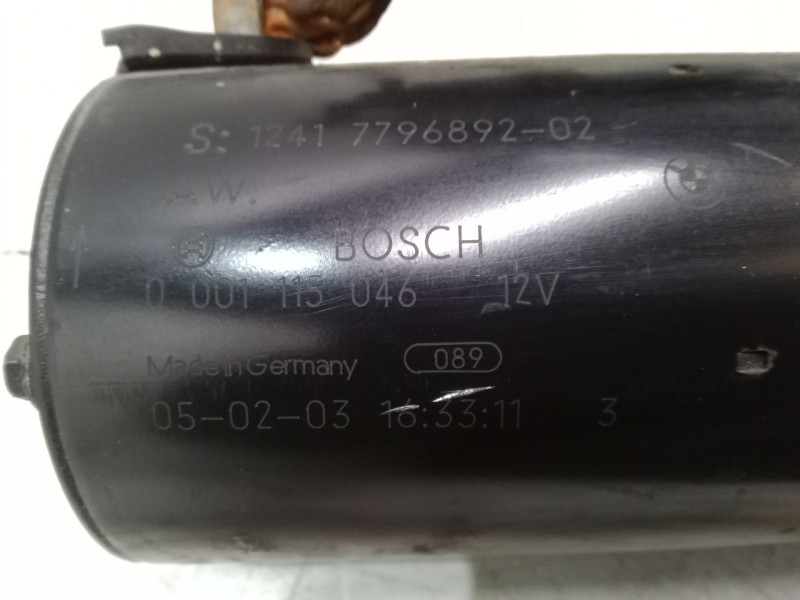 S: 1241 7796892-02
AW:
BOSCH
0 001 115 046 12V
Made in Germany 089
05-02-03 16:33:11 3